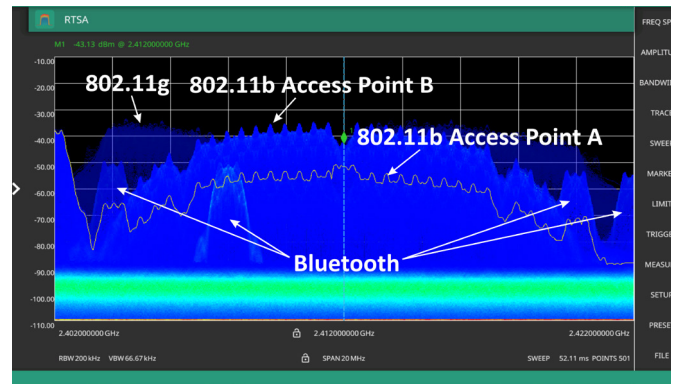 RTSA
FREQ SP
M1 -43.13 dBm @ 2.412000000 GHz
AMPLITU
-10.00
-20.00
BANDWI
802.11g
802.11b Access Point B
-30.00
TRAC
-40.00
1
802.11b Access Point A
SWEE
-50.00
MARKE
-60.00
LIMIT
-70.00
TRIGGE
-80.00
Bluetooth
MEASU
-90.00
-100.00
SETUP
-110.00
PRESE
2.402000000 GHz
2.412000000 GHz
2.422000000 GHz
RBW 200 kHz VBW 66.67 kHz
SPAN 20 MHz
SWEEP 52.11 ms POINTS 501
FILE